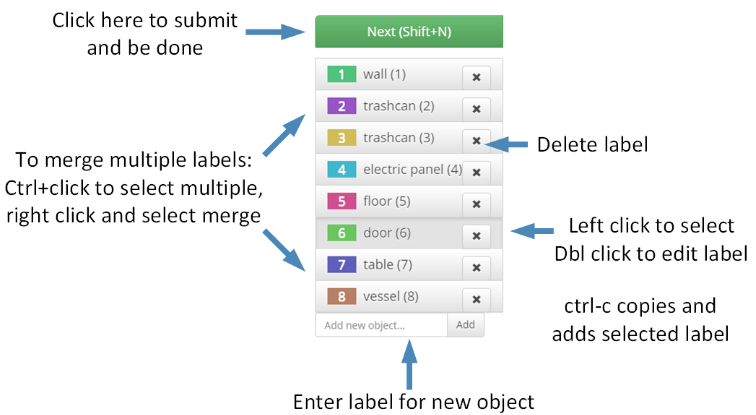 Click here to submit
and be done
Next (Shift+N)
1 wall (1) ×
2 trashcan (2) ×
3 trashcan (3) ×
Delete label
To merge multiple labels:
Ctrl+click to select multiple,
right click and select merge
4 electric panel (4) ×
5 floor (5) ×
6 door (6) ×
Left click to select
Dbl click to edit label
7 table (7) ×
8 vessel (8) ×
ctrl-c copies and
adds selected label
Add new object... Add
Enter label for new object